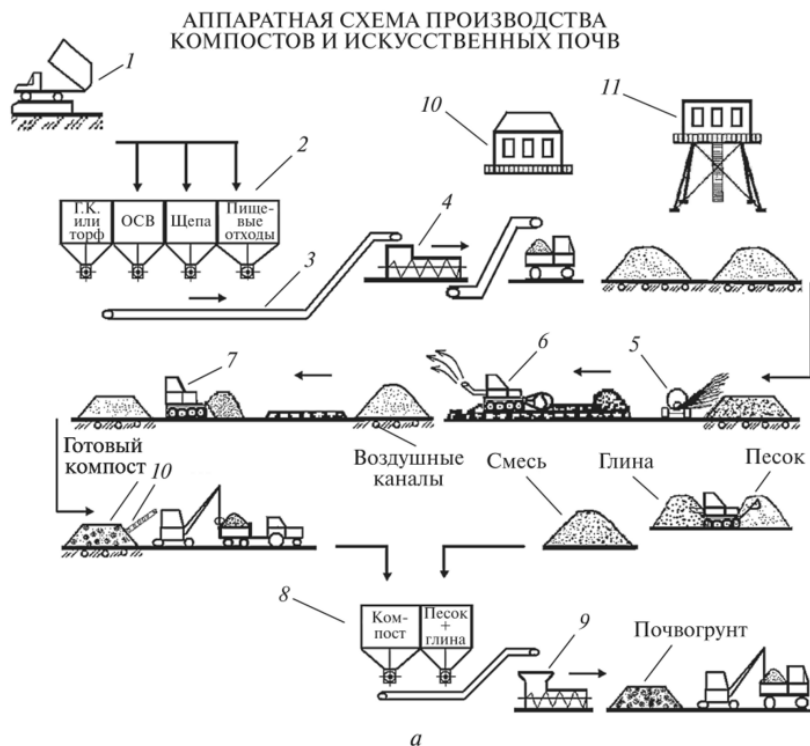 АППАРАТНАЯ СХЕМА ПРОИЗВОДСТВА
КОМПОСТОВ И ИСКУССТВЕННЫХ ПОЧВ
1
10
11
2
Г.К.
или
торф
ОСВ
Щепа
Пище-
вые
отходы
4
3
7
6
5
Готовый
компост
10
Воздушные
каналы
Смесь
Глина
Песок
8
Ком-
пост
Песок
+
глина
9
Почвогрунт
а